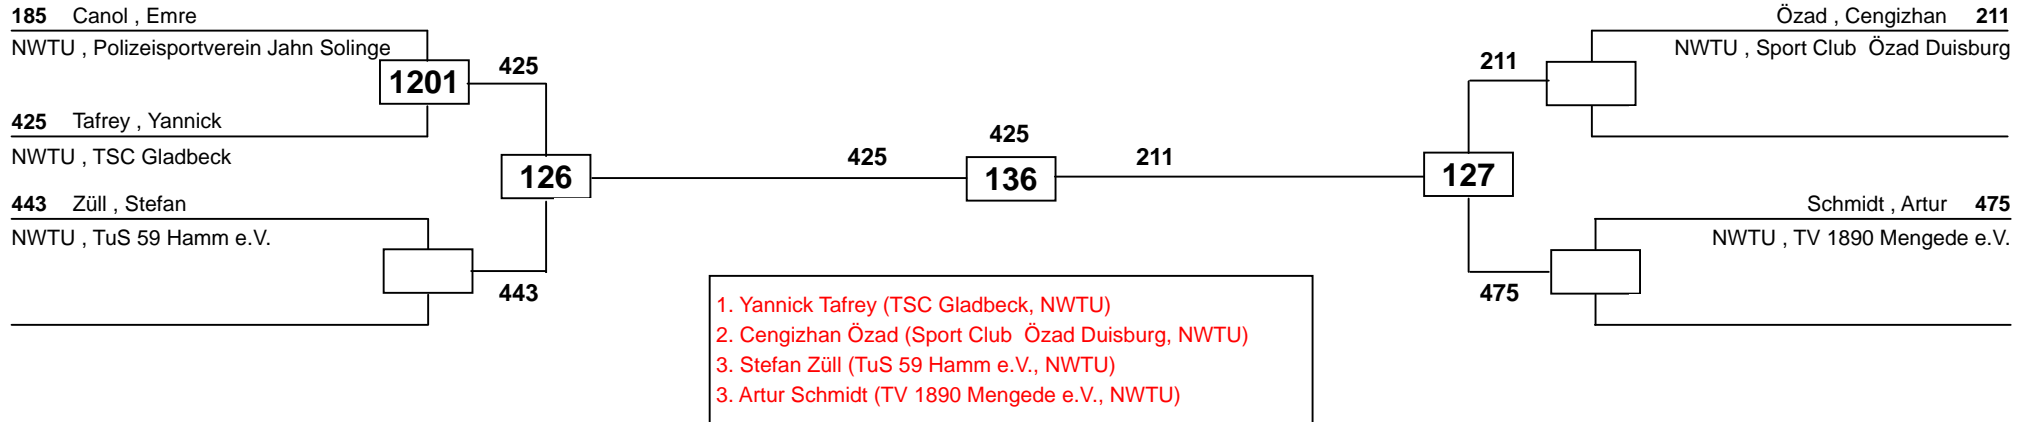 185 Canol , Emre
NWTU , Polizeisportverein Jahn Solinge
1201
425
425 Tafrey , Yannick
NWTU , TSC Gladbeck
126
443 Züll , Stefan
NWTU , TuS 59 Hamm e.V.
443
425
425
136
211
Özad , Cengizhan 211
NWTU , Sport Club  Özad Duisburg
211
127
Schmidt , Artur 475
NWTU , TV 1890 Mengede e.V.
475
1. Yannick Tafrey (TSC Gladbeck, NWTU)
2. Cengizhan Özad (Sport Club  Özad Duisburg, NWTU)
3. Stefan Züll (TuS 59 Hamm e.V., NWTU)
3. Artur Schmidt (TV 1890 Mengede e.V., NWTU)